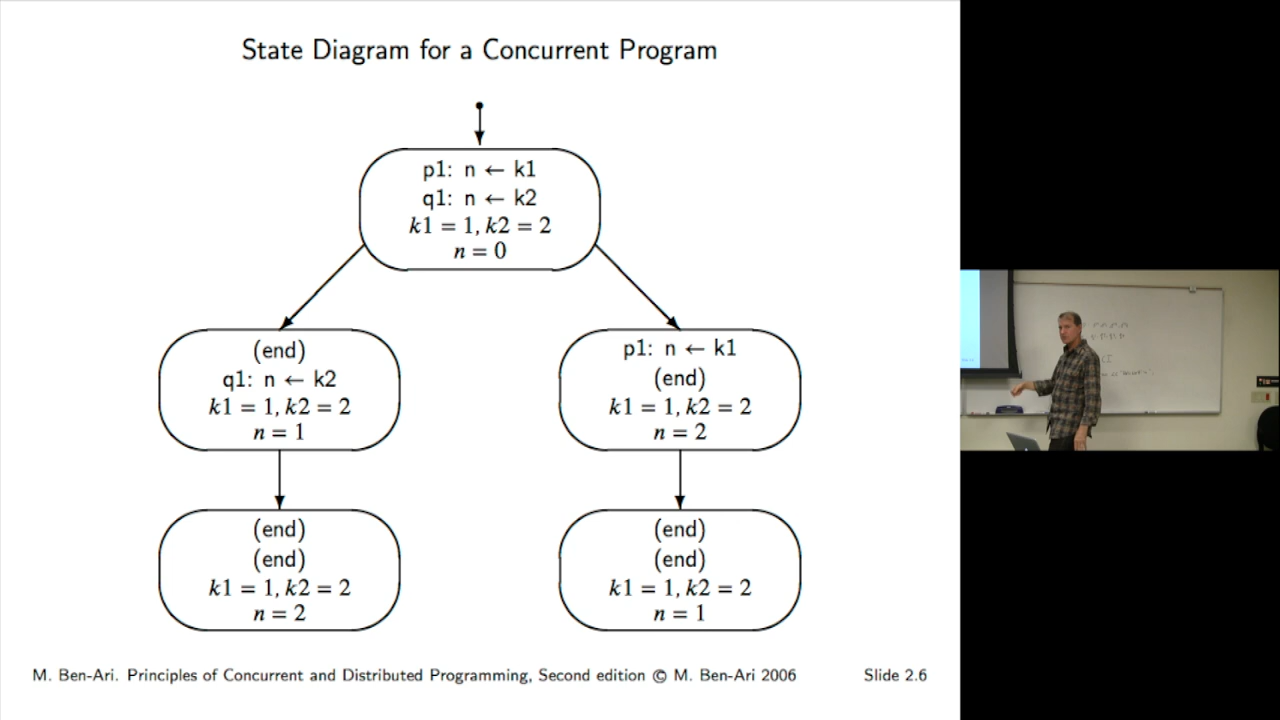 State Diagram for a Concurrent Program
p1: n ← k1
q1: n ← k2
k1 = 1, k2 = 2
n = 0
(end)
q1: n ← k2
k1 = 1, k2 = 2
n = 1
p1: n ← k1
(end)
k1 = 1, k2 = 2
n = 2
(end)
(end)
k1 = 1, k2 = 2
n = 2
(end)
(end)
k1 = 1, k2 = 2
n = 1
M. Ben-Ari. Principles of Concurrent and Distributed Programming, Second edition © M. Ben-Ari 2006
Slide 2.6